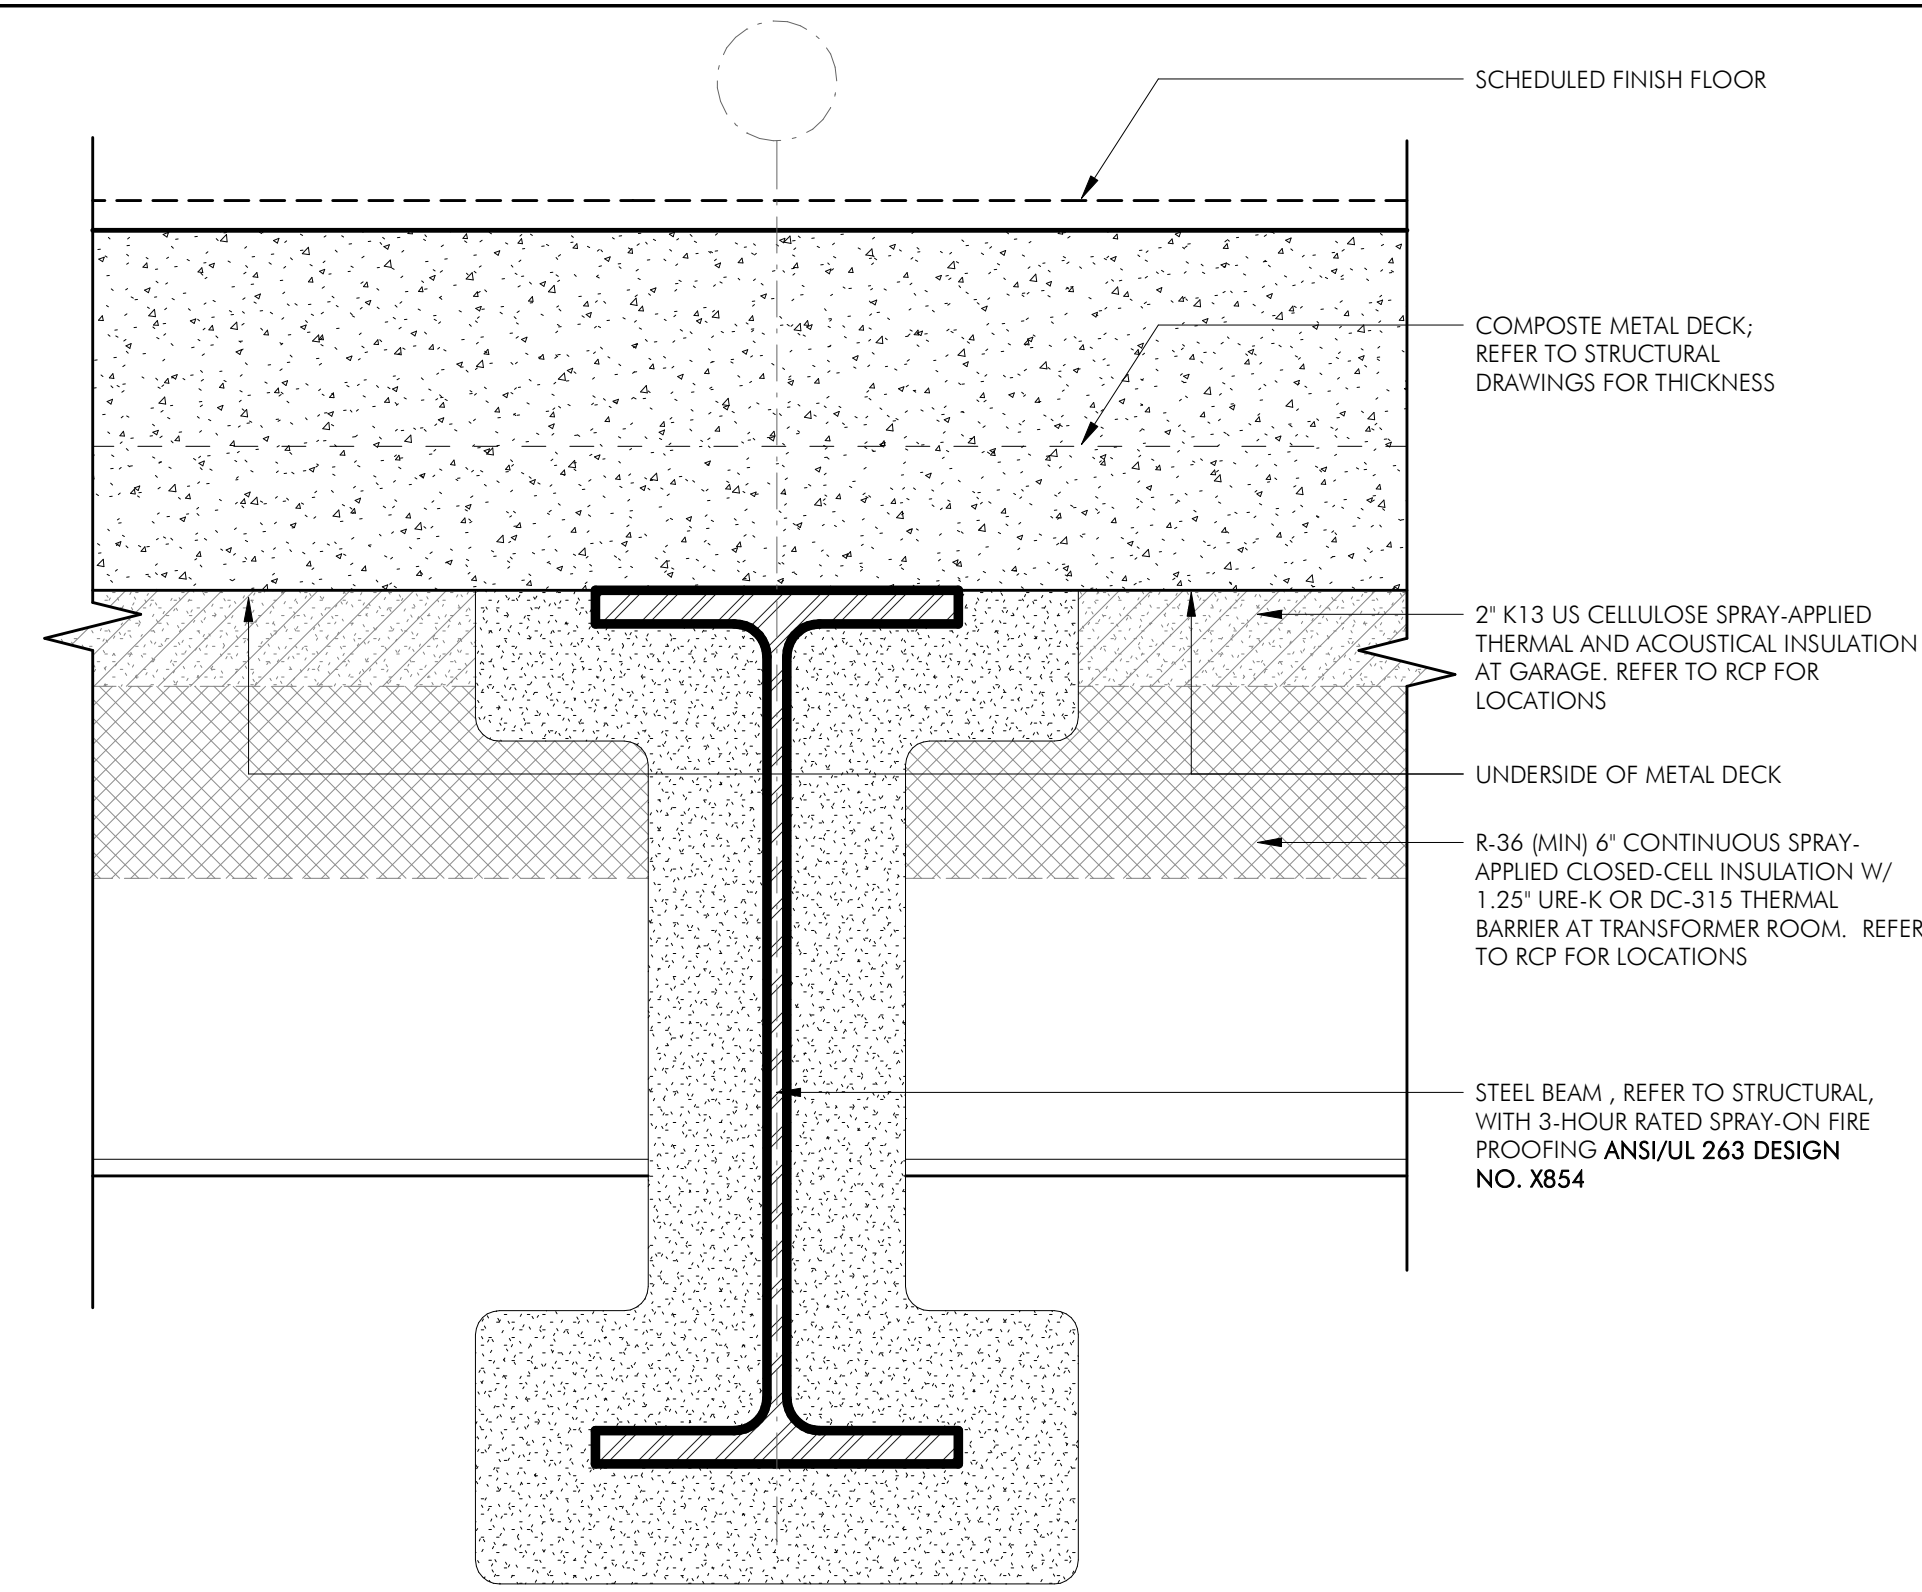 SCHEDULED FINISH FLOOR
COMPOSTE METAL DECK;
REFER TO STRUCTURAL
DRAWINGS FOR THICKNESS
2" K13 US CELLULOSE SPRAY-APPLIED
THERMAL AND ACOUSTICAL INSULATION
AT GARAGE. REFER TO RCP FOR
LOCATIONS
UNDERSIDE OF METAL DECK
R-36 (MIN) 6" CONTINUOUS SPRAY-
APPLIED CLOSED-CELL INSULATION W/
1.25" URE-K OR DC-315 THERMAL
BARRIER AT TRANSFORMER ROOM.  REFER
TO RCP FOR LOCATIONS
STEEL BEAM , REFER TO STRUCTURAL,
WITH 3-HOUR RATED SPRAY-ON FIRE
PROOFING ANSI/UL 263 DESIGN
NO. X854